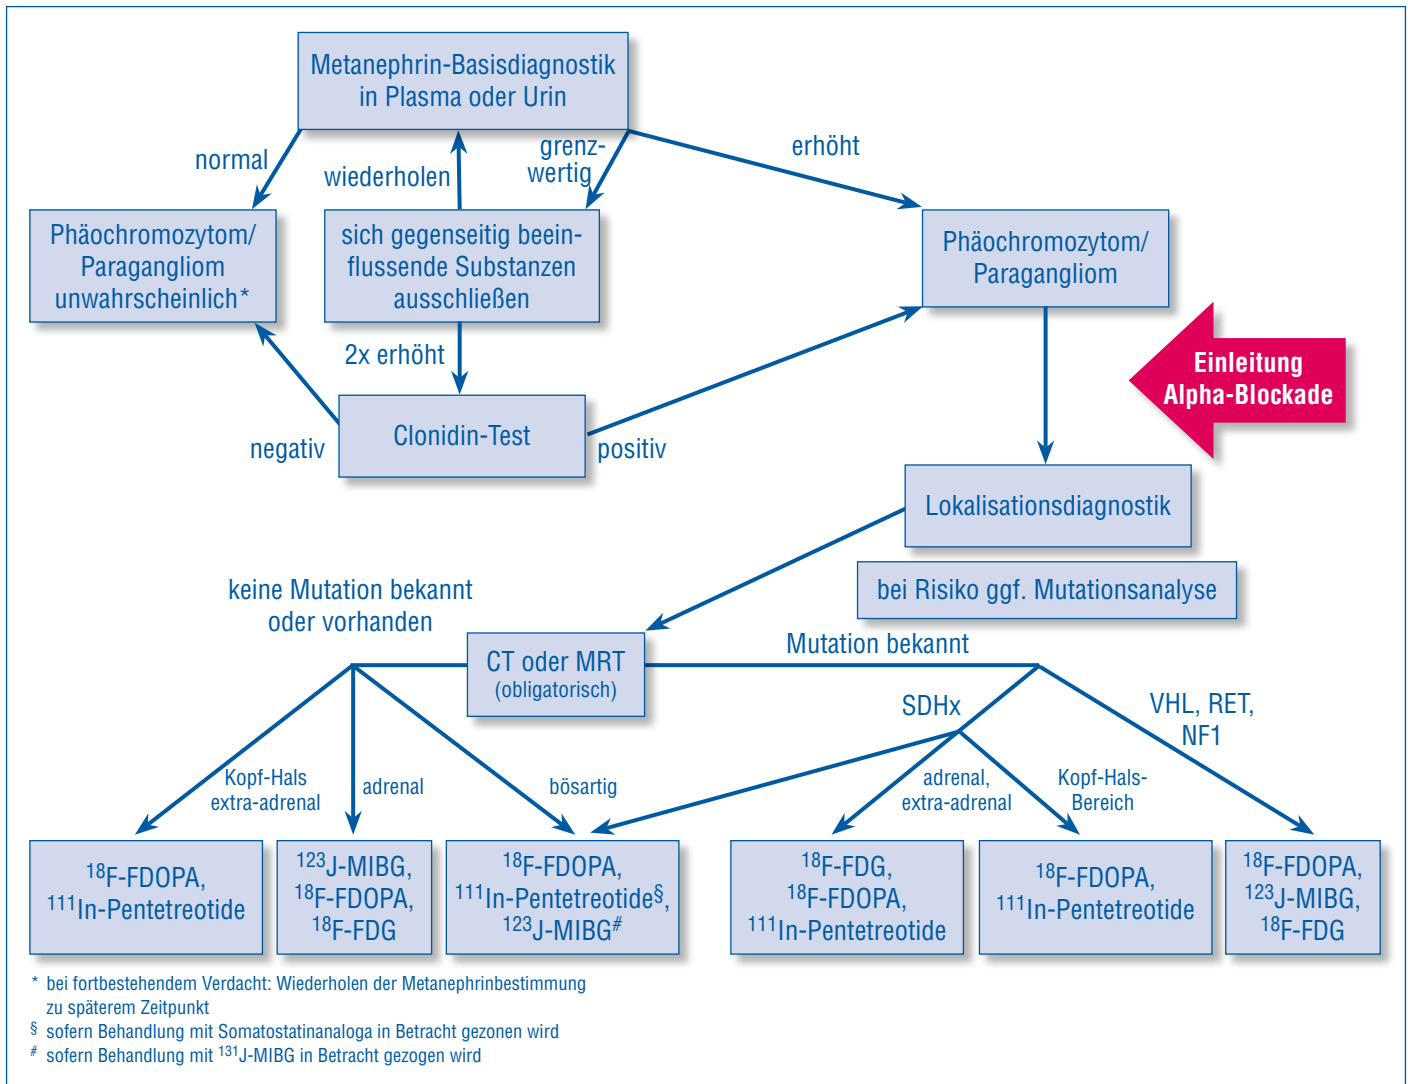 Metanephrin-Basisdiagnostik
in Plasma oder Urin
normal
wiederholen
grenz-
wertig
erhöht
Phäochromozytom/
Paragangliom
unwahrscheinlich*
sich gegenseitig beein-
flussende Substanzen
ausschließen
Phäochromozytom/
Paragangliom
2x erhöht
Einleitung
Alpha-Blockade
Clonidin-Test
negativ
positiv
Lokalisationsdiagnostik
bei Risiko ggf. Mutationsanalyse
keine Mutation bekannt
oder vorhanden
CT oder MRT
(obligatorisch)
Mutation bekannt
SDHx
VHL, RET,
NF1
Kopf-Hals
extra-adrenal
adrenal
bösartig
adrenal,
extra-adrenal
Kopf-Hals-
Bereich
18F-FDOPA,
111In-Pentetreotide
123J-MIBG,
18F-FDOPA,
18F-FDG
18F-FDOPA,
111In-Pentetreotide§,
123J-MIBG#
18F-FDG,
18F-FDOPA,
111In-Pentetreotide
18F-FDOPA,
111In-Pentetreotide
18F-FDOPA,
123J-MIBG,
18F-FDG
* bei fortbestehendem Verdacht: Wiederholen der Metanephrinbestimmung
zu späterem Zeitpunkt
§ sofern Behandlung mit Somatostatinanaloga in Betracht gezonen wird
# sofern Behandlung mit 131J-MIBG in Betracht gezogen wird